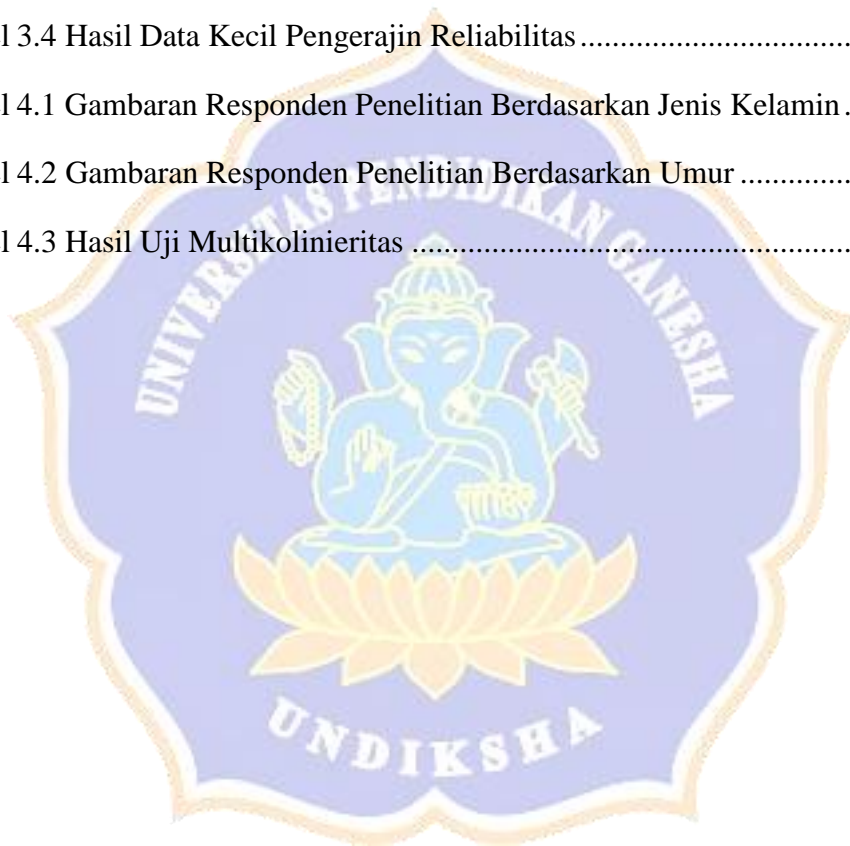 l 3.4 Hasil Data Kecil Pengerajin Reliabilitas..................................
l 4.1 Gambaran Responden Penelitian Berdasarkan Jenis Kelamin.
l 4.2 Gambaran Responden Penelitian Berdasarkan Umur..............
l 4.3 Hasil Uji Multikolinieritas.......................................................
UNIVERSITAS PENDIDIKAN GANESHA
UNDIKSHA